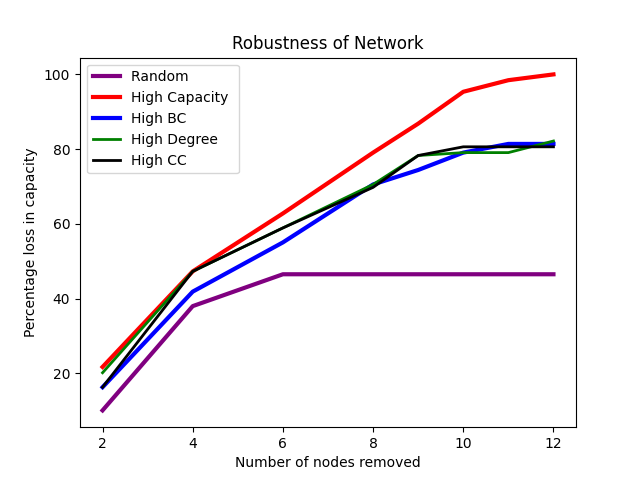 Robustness of Network
Percentage loss in capacity
100
80
60
40
20
Random
High Capacity
High BC
High Degree
High CC
2 4 6 8 10 12
Number of nodes removed